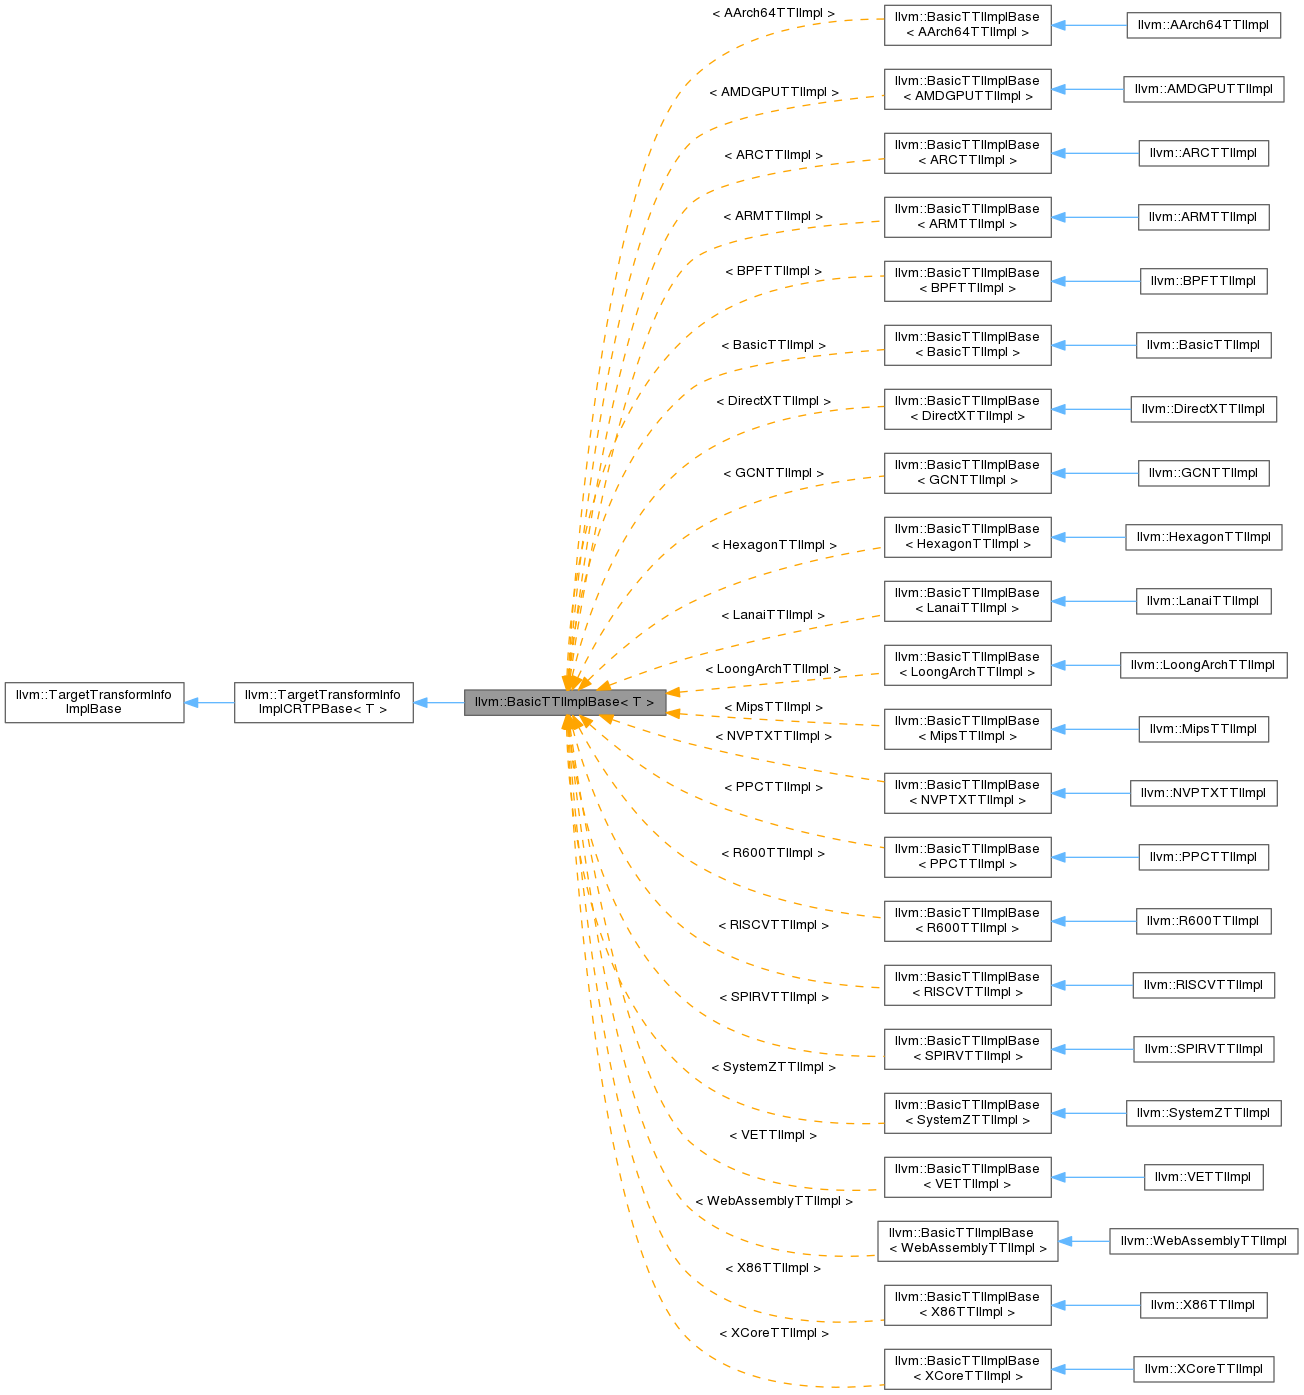 < AArch64TTIImpl >
llvm::BasicTTIImplBase
< AArch64TTIImpl >
llvm::AArch64TTIImpl
< AMDGPUTTIImpl >
llvm::BasicTTIImplBase
< AMDGPUTTIImpl >
llvm::AMDGPUTTIImpl
< ARCTTIImpl >
llvm::BasicTTIImplBase
< ARCTTIImpl >
llvm::ARCTTIImpl
< ARMTTIImpl >
llvm::BasicTTIImplBase
< ARMTTIImpl >
llvm::ARMTTIImpl
< BPFTTIImpl >
llvm::BasicTTIImplBase
< BPFTTIImpl >
llvm::BPFTTIImpl
< BasicTTIImpl >
llvm::BasicTTIImplBase
< BasicTTIImpl >
llvm::BasicTTIImpl
< DirectXTTIImpl >
llvm::BasicTTIImplBase
< DirectXTTIImpl >
llvm::DirectXTTIImpl
< GCNTTIImpl >
llvm::BasicTTIImplBase
< GCNTTIImpl >
llvm::GCNTTIImpl
< HexagonTTIImpl >
llvm::BasicTTIImplBase
< HexagonTTIImpl >
llvm::HexagonTTIImpl
< LanaiTTIImpl >
llvm::BasicTTIImplBase
< LanaiTTIImpl >
llvm::LanaiTTIImpl
< LoongArchTTIImpl >
llvm::BasicTTIImplBase
< LoongArchTTIImpl >
llvm::LoongArchTTIImpl
llvm::TargetTransformInfo
ImplBase
llvm::TargetTransformInfo
ImplCRTPBase< T >
llvm::BasicTTIImplBase< T >
< MipsTTIImpl >
llvm::BasicTTIImplBase
< MipsTTIImpl >
llvm::MipsTTIImpl
< NVPTXTTIImpl >
llvm::BasicTTIImplBase
< NVPTXTTIImpl >
llvm::NVPTXTTIImpl
< PPCTTIImpl >
llvm::BasicTTIImplBase
< PPCTTIImpl >
llvm::PPCTTIImpl
< R600TTIImpl >
llvm::BasicTTIImplBase
< R600TTIImpl >
llvm::R600TTIImpl
< RISCVTTIImpl >
llvm::BasicTTIImplBase
< RISCVTTIImpl >
llvm::RISCVTTIImpl
< SPIRVTTIImpl >
llvm::BasicTTIImplBase
< SPIRVTTIImpl >
llvm::SPIRVTTIImpl
< SystemZTTIImpl >
llvm::BasicTTIImplBase
< SystemZTTIImpl >
llvm::SystemZTTIImpl
< VETTIImpl >
llvm::BasicTTIImplBase
< VETTIImpl >
llvm::VETTIImpl
< WebAssemblyTTIImpl >
llvm::BasicTTIImplBase
< WebAssemblyTTIImpl >
llvm::WebAssemblyTTIImpl
< X86TTIImpl >
llvm::BasicTTIImplBase
< X86TTIImpl >
llvm::X86TTIImpl
< XCoreTTIImpl >
llvm::BasicTTIImplBase
< XCoreTTIImpl >
llvm::XCoreTTIImpl